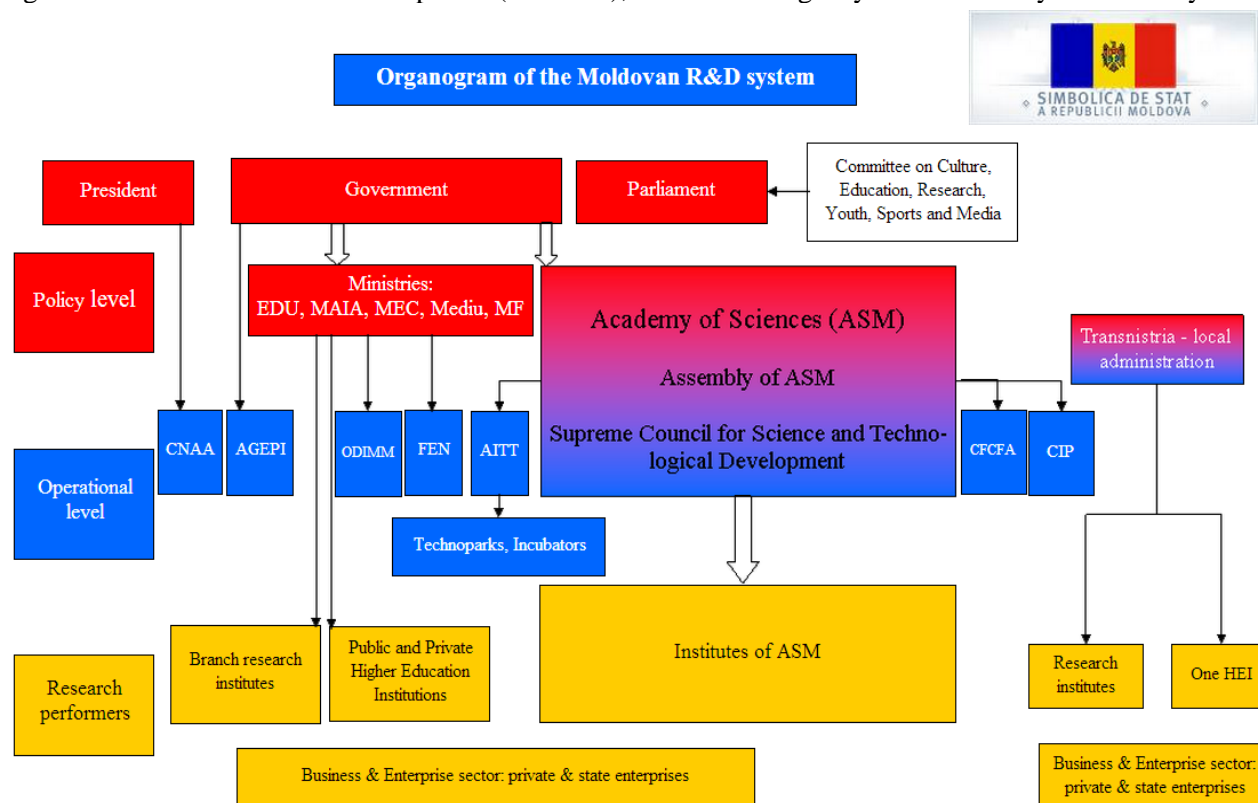 Organogram of the Moldovan R&D system
SIMBOLICA DE STAT
A REPUBLICII MOLDOVA
President
Government
Parliament
Committee on Culture,
Education, Research,
Youth, Sports and Media
Policy level
Ministries:
EDU, MAIA, MEC, Mediu, MF
Academy of Sciences (ASM)
Assembly of ASM
Supreme Council for Science and Techno-
logical Development
Transnistria - local
administration
Operational
level
CNAA
AGEPI
ODIMM
FEN
AITT
CFCFA
CIP
Technoparks, Incubators
Research
performers
Branch research
institutes
Public and Private
Higher Education
Institutions
Institutes of ASM
Research
institutes
One HEI
Business & Enterprise sector: private & state enterprises
Business & Enterprise sector:
private & state enterprises